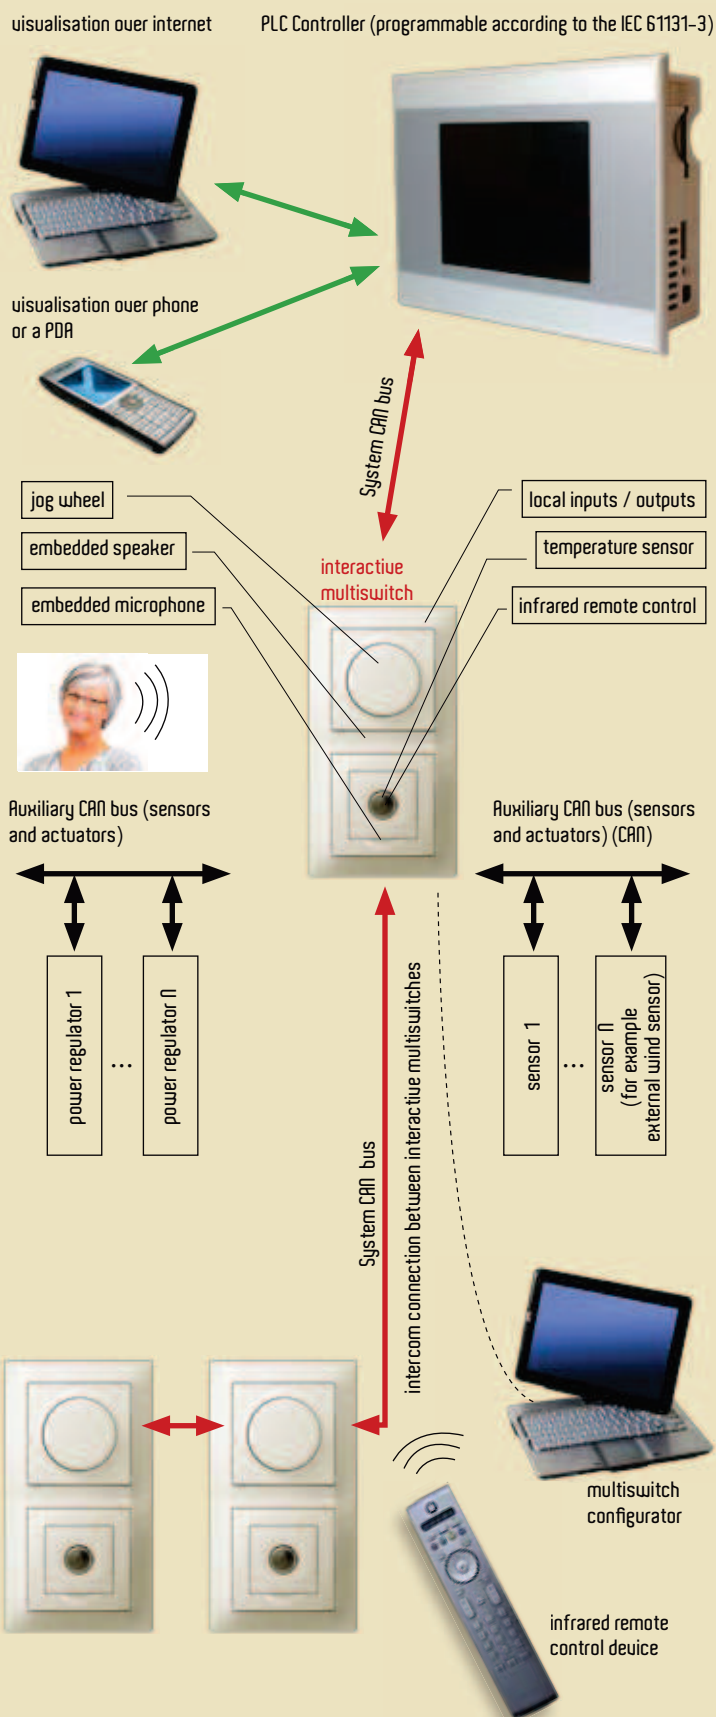 visualisation over internet
PLC Controller (programmable according to the IEC 61131-3)
visualisation over phone
or a PDA
System CAN bus
jog wheel
embedded speaker
embedded microphone
interactive
multiswitch
local inputs / outputs
temperature sensor
infrared remote control
Auxiliary CAN bus (sensors
and actuators)
Auxiliary CAN bus (sensors
and actuators) (CAN)
power regulator 1
...
power regulator N
sensor 1
...
sensor N
(for example
external wind sensor)
System CAN bus
intercom connection between interactive multiswitches
multiswitch
configurator
infrared remote
control device